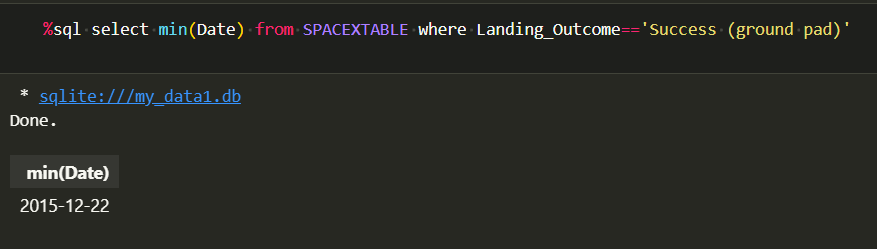 %sql select min(Date) from SPACEXTABLE where Landing_Outcome=='Success (ground pad)'
* sqlite:///my_data1.db
Done.
min(Date)
2015-12-22